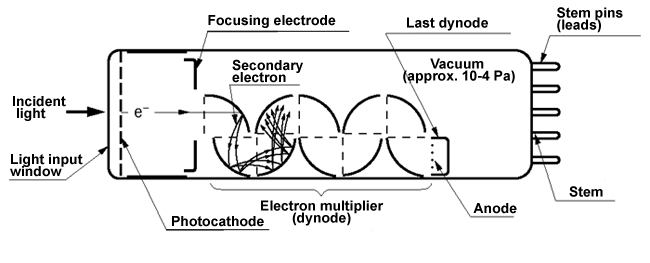 Focusing electrode
Last dynode
Stem pins
(leads)
Secondary
electron
Vacuum
(approx. 10-4 Pa)
Incident
light
e−
Light input
window
Photocathode
Electron multiplier
(dynode)
Anode
Stem